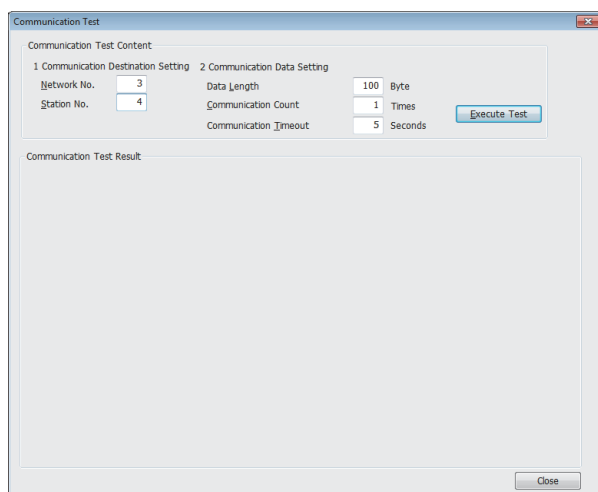 Communication Test
Communication Test Content
1 Communication Destination Setting 2 Communication Data Setting
Network No. 3 Data Length 100 Byte
Station No. 4 Communication Count 1 Times
Communication Timeout 5 Seconds Execute Test
Communication Test Result
Close